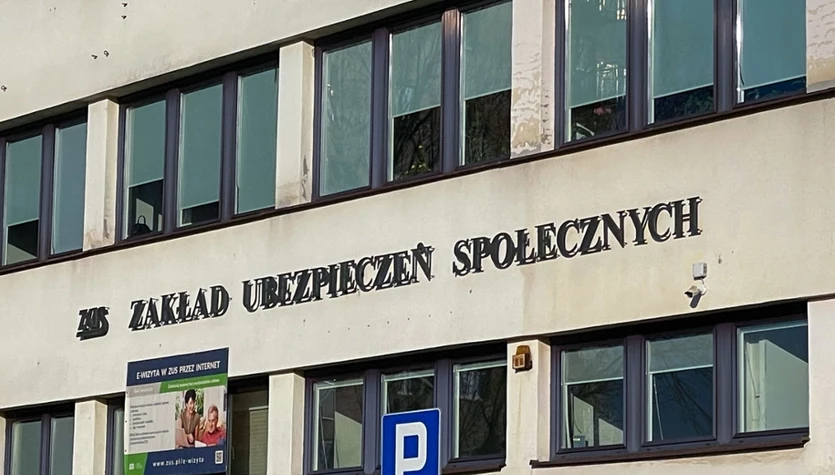 ZUS ZAKŁAD UBEZPIECZEŃ SPOŁECZNYCH
E-WIZYTA W ZUS PRZEZ INTERNET
www.zus.pl/e-wizyta
P